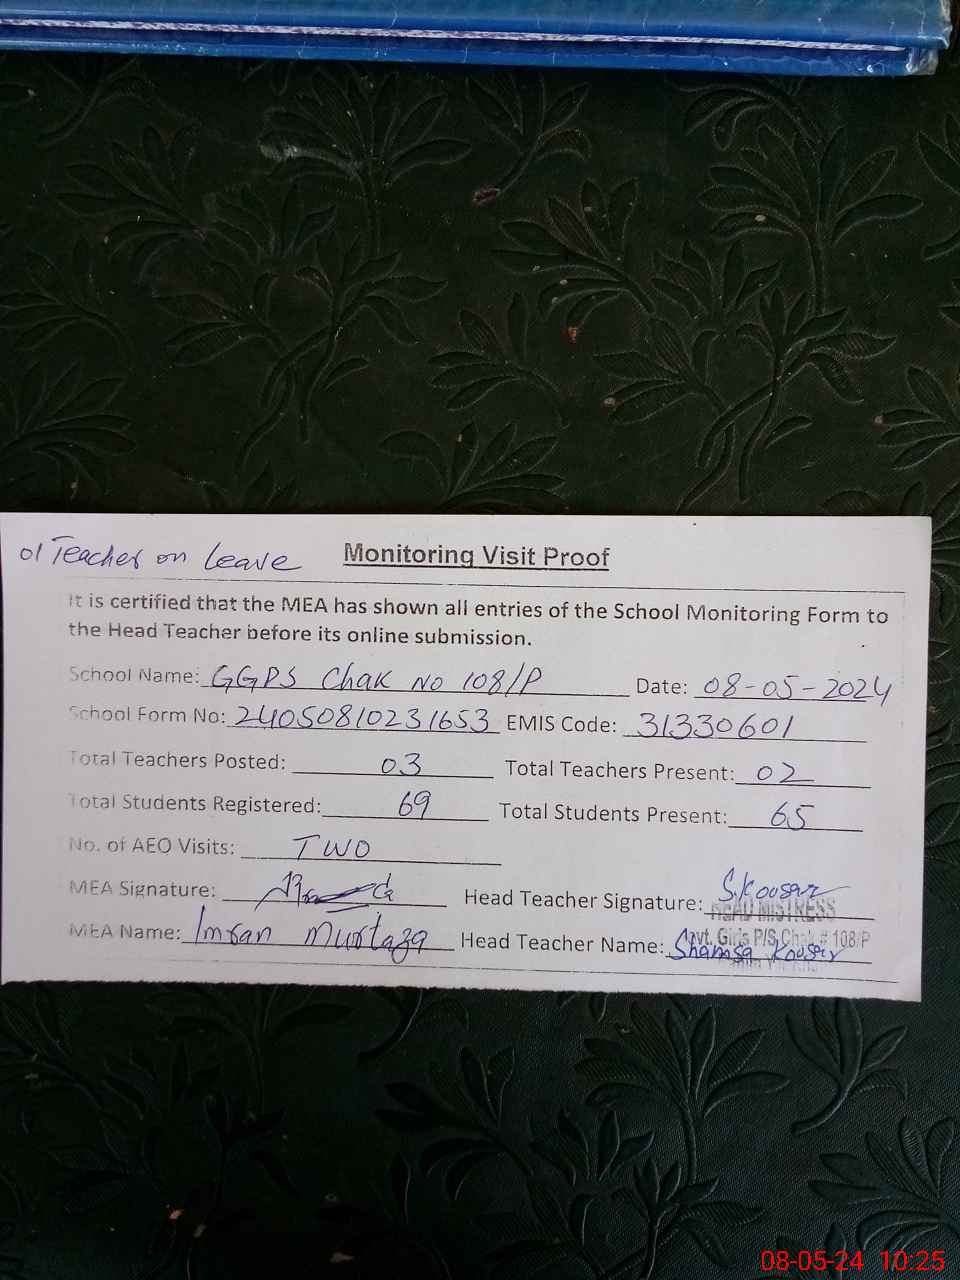 01 Teacher on Leave
Monitoring Visit Proof
It is certified that the MEA has shown all entries of the School Monitoring Form to
the Head Teacher before its online submission.
School Name: GGPS Chak No 108/P Date: 08-05-2024
School Form No: 24050810231653 EMIS Code: 31330601
Total Teachers Posted: 03 Total Teachers Present: 02
Total Students Registered: 69 Total Students Present: 65
No. of AEO Visits: TWO
MEA Signature: Head Teacher Signature: S.Kousar
HEAD MISTRESS
MEA Name: Imran Murtaza Head Teacher Name: Shamsa Kousar
Govt. Girls P/S Chak # 108/P
08-05-24 10:25